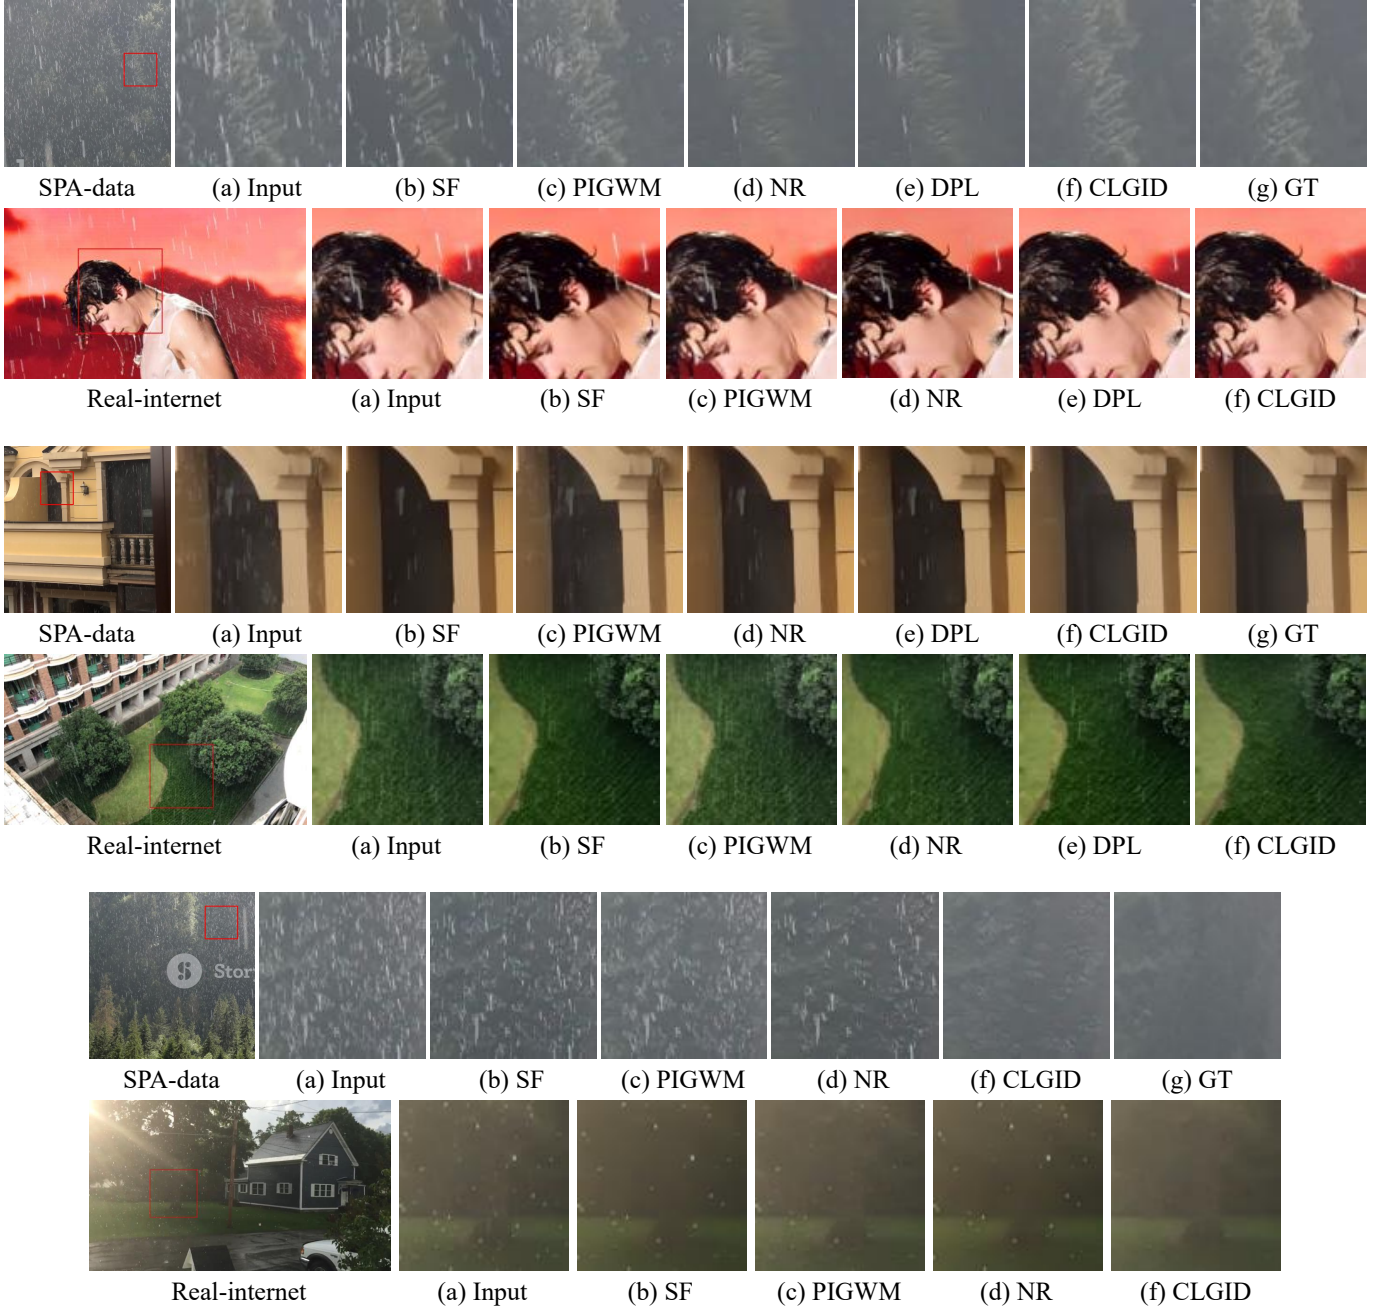 SPA-data (a) Input (b) SF (c) PIGWM (d) NR (e) DPL (f) CLGID (g) GT
Real-internet (a) Input (b) SF (c) PIGWM (d) NR (e) DPL (f) CLGID
SPA-data (a) Input (b) SF (c) PIGWM (d) NR (e) DPL (f) CLGID (g) GT
Real-internet (a) Input (b) SF (c) PIGWM (d) NR (e) DPL (f) CLGID
S Stor
SPA-data (a) Input (b) SF (c) PIGWM (d) NR (f) CLGID (g) GT
Real-internet (a) Input (b) SF (c) PIGWM (d) NR (f) CLGID